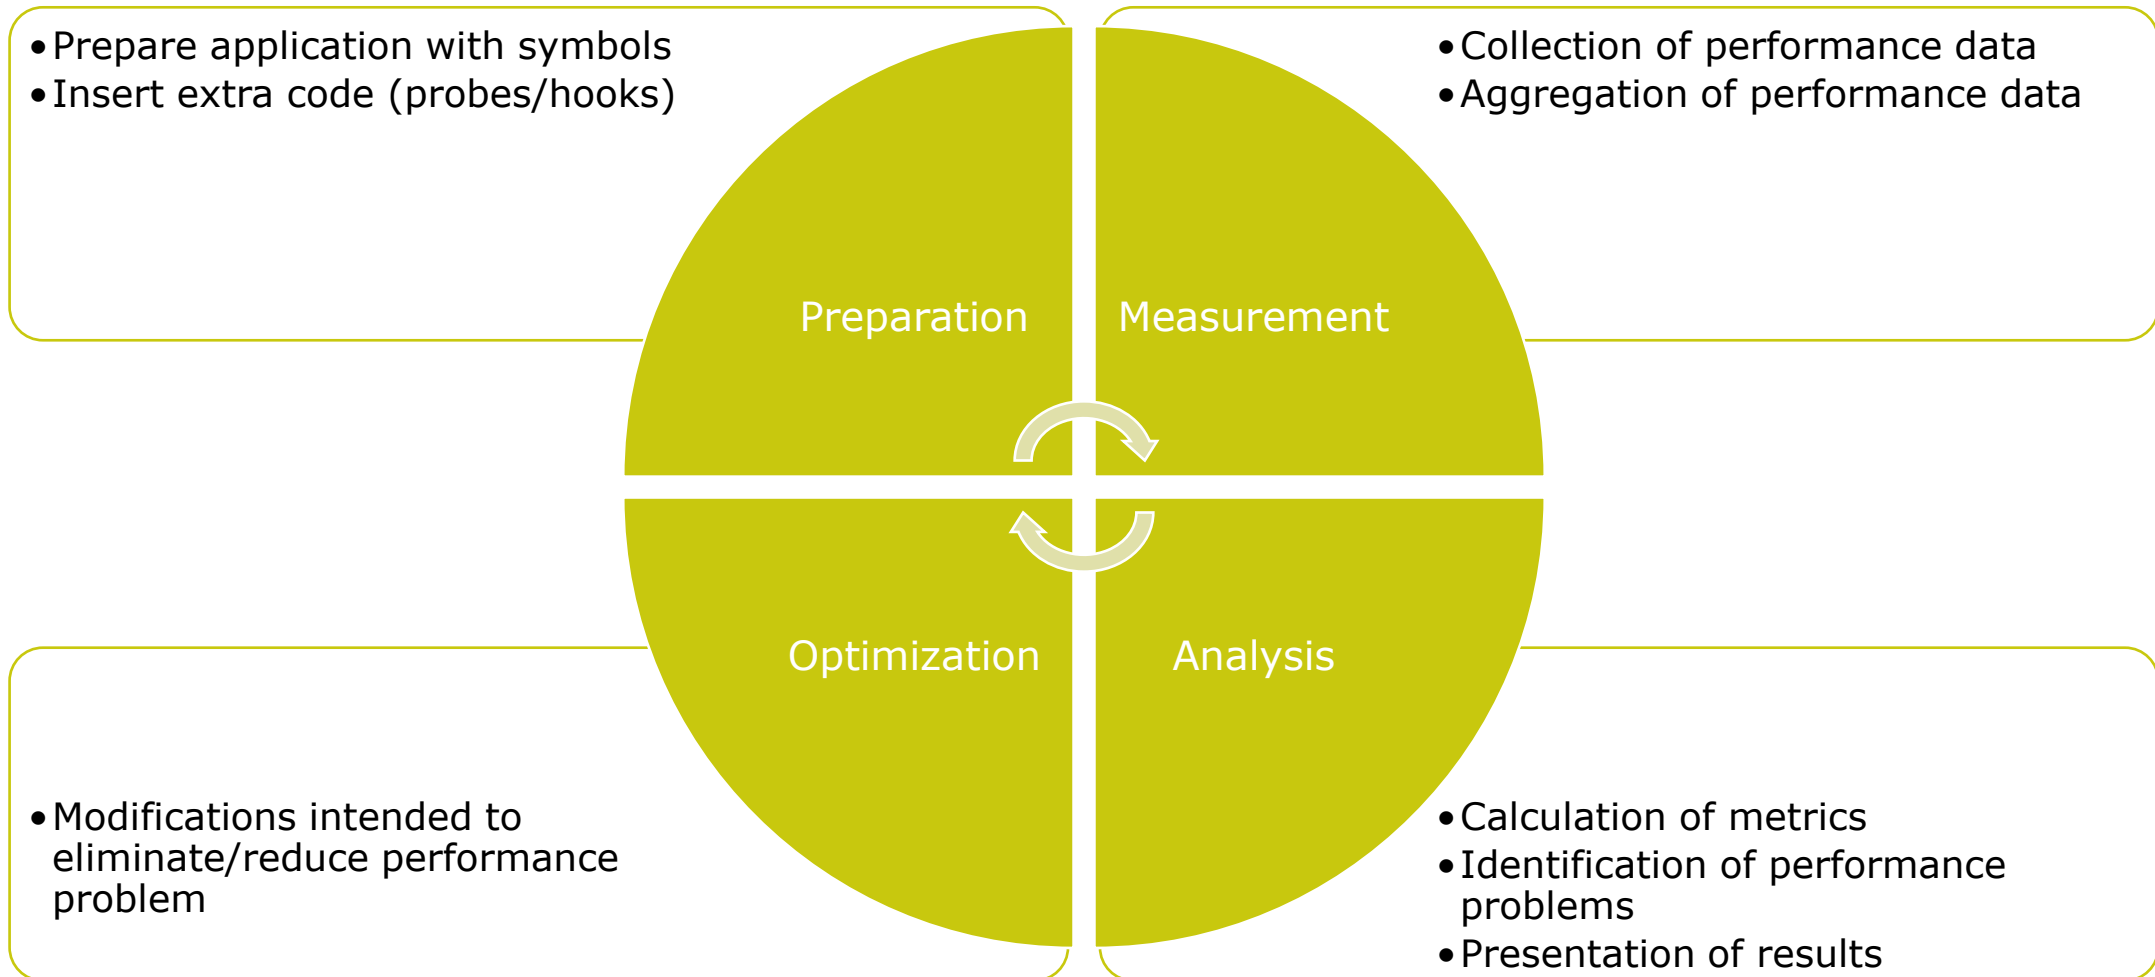 •Prepare application with symbols
•Insert extra code (probes/hooks)
•Collection of performance data
•Aggregation of performance data
Preparation
Measurement
Optimization
Analysis
•Modifications intended to
eliminate/reduce performance
problem
•Calculation of metrics
•Identification of performance
problems
•Presentation of results